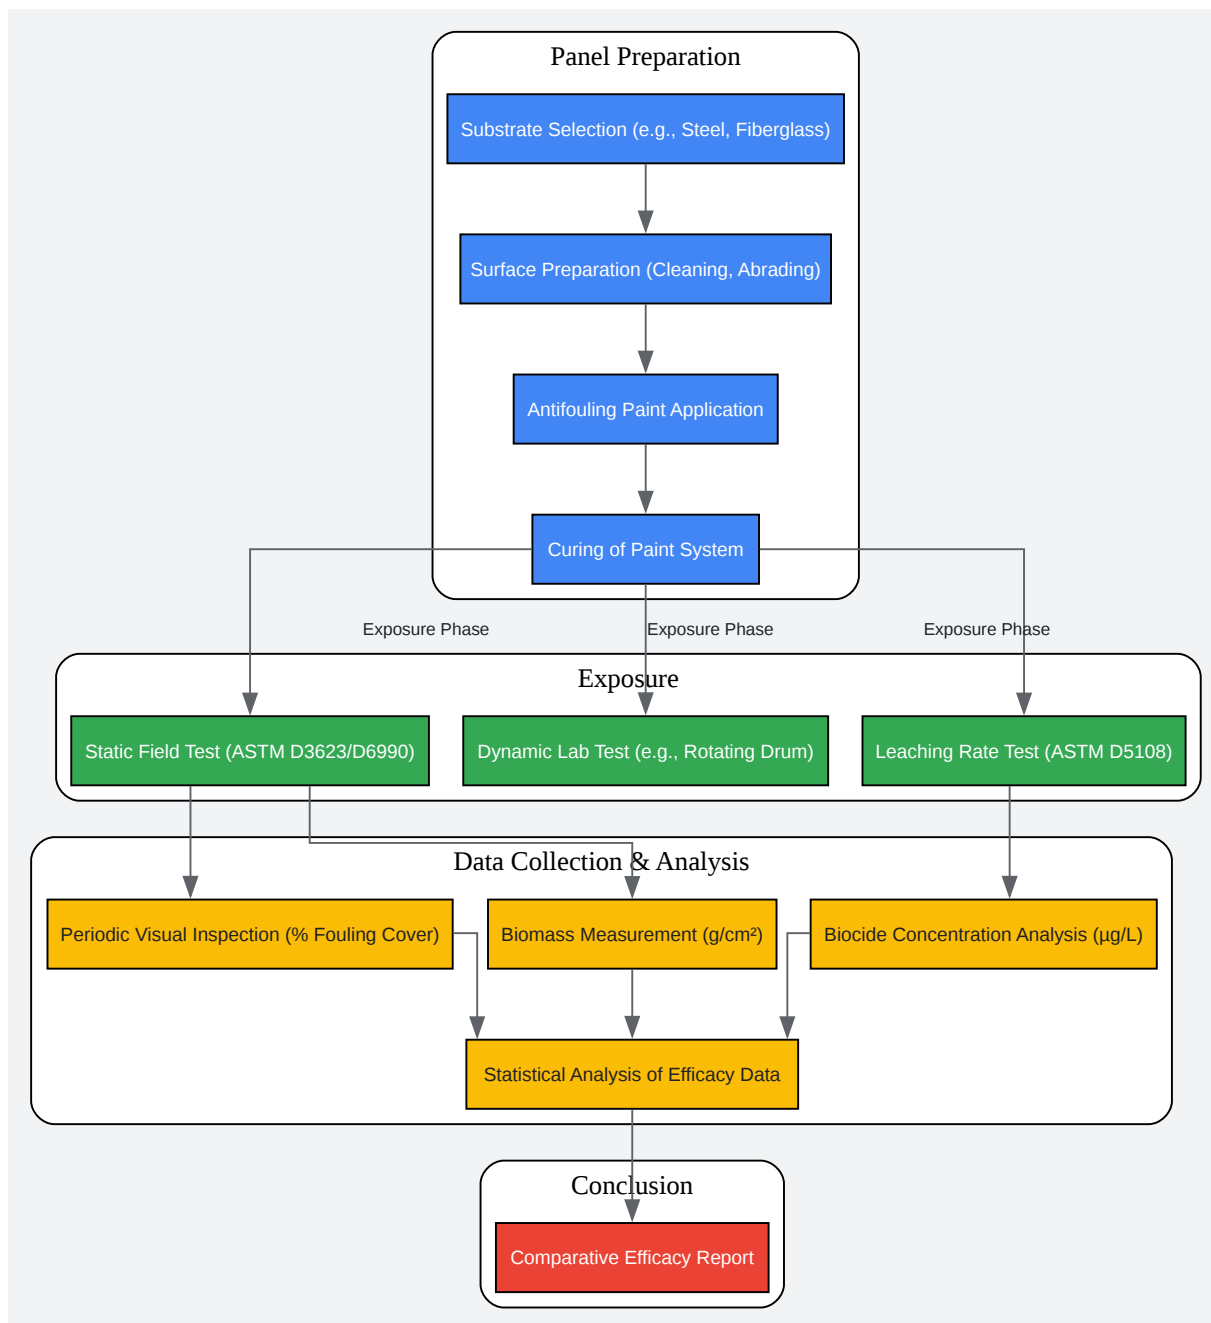 Panel Preparation
Substrate Selection (e.g., Steel, Fiberglass)
Surface Preparation (Cleaning, Abrading)
Antifouling Paint Application
Curing of Paint System
Exposure Phase
Exposure Phase
Exposure Phase
Exposure
Static Field Test (ASTM D3623/D6990)
Dynamic Lab Test (e.g., Rotating Drum)
Leaching Rate Test (ASTM D5108)
Data Collection & Analysis
Periodic Visual Inspection (% Fouling Cover)
Biomass Measurement (g/cm²)
Biocide Concentration Analysis (µg/L)
Statistical Analysis of Efficacy Data
Conclusion
Comparative Efficacy Report